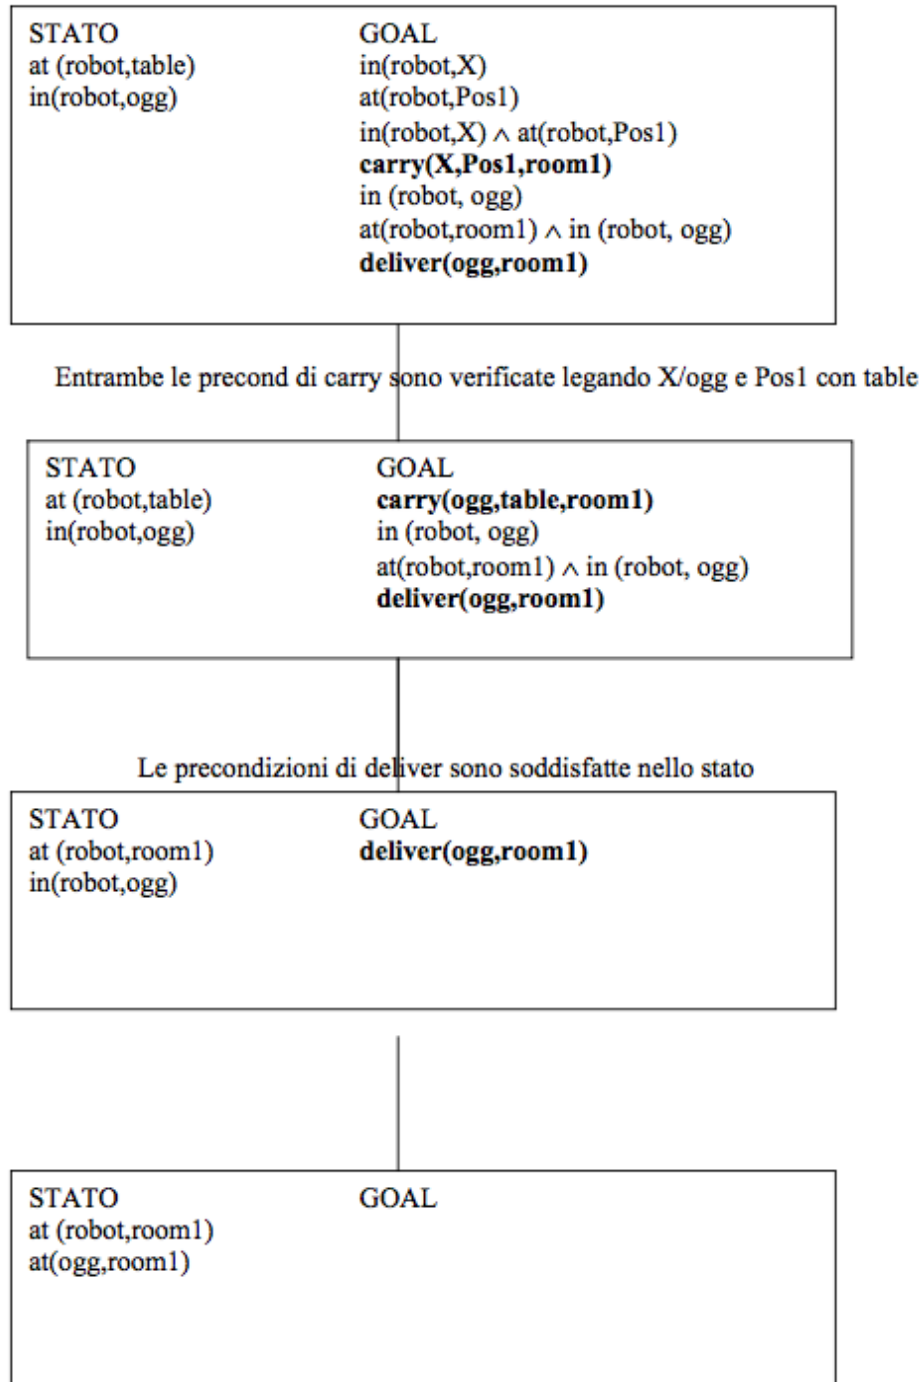 STATO GOAL
at (robot,table) in(robot,X)
in(robot,ogg) at(robot,Pos1)
in(robot,X) ∧ at(robot,Pos1)
carry(X,Pos1,room1)
in (robot, ogg)
at(robot,room1) ∧ in (robot, ogg)
deliver(ogg,room1)
Entrambe le precond di carry sono verificate legando X/ogg e Pos1 con table
STATO GOAL
at (robot,table) carry(ogg,table,room1)
in(robot,ogg) in (robot, ogg)
at(robot,room1) ∧ in (robot, ogg)
deliver(ogg,room1)
Le precondizioni di deliver sono soddisfatte nello stato
STATO GOAL
at (robot,room1) deliver(ogg,room1)
in(robot,ogg)
STATO GOAL
at (robot,room1)
at(ogg,room1)